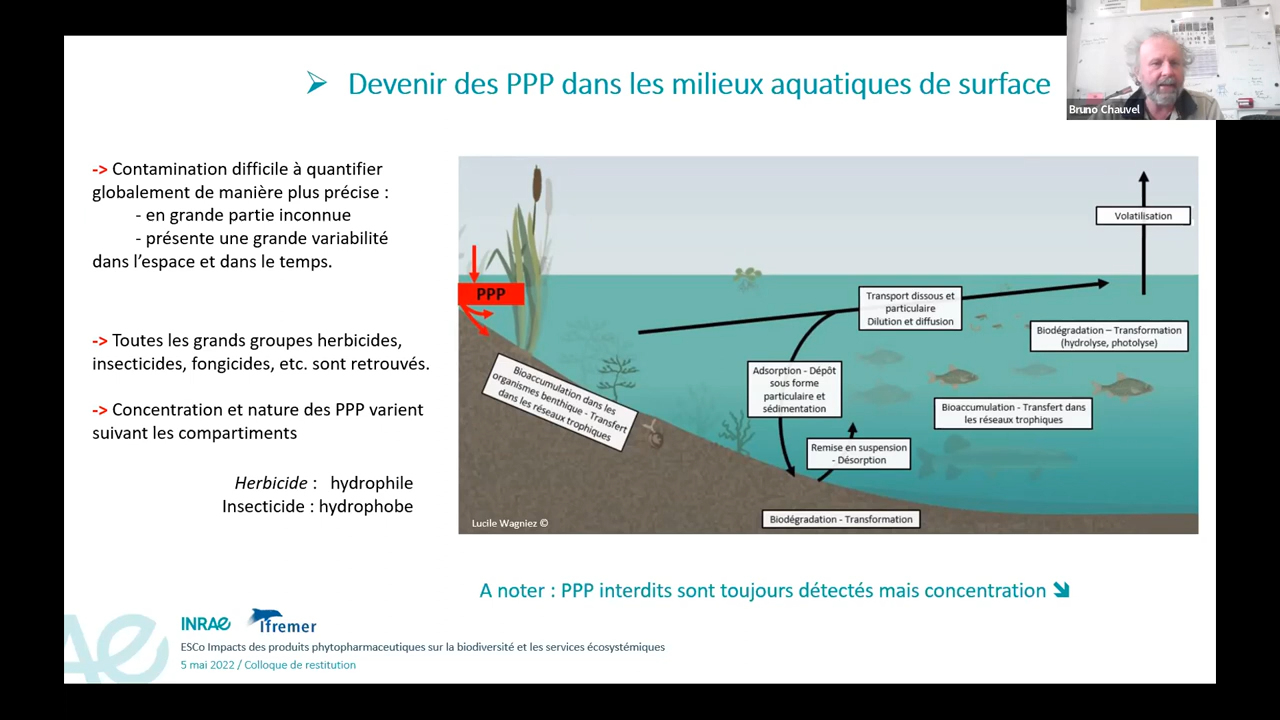 Devenir des PPP dans les milieux aquatiques de surface
Bruno Chauvel
-> Contamination difficile à quantifier
globalement de manière plus précise :
- en grande partie inconnue
- présente une grande variabilité
dans l'espace et dans le temps.
-> Toutes les grands groupes herbicides,
insecticides, fongicides, etc. sont retrouvés.
-> Concentration et nature des PPP varient
suivant les compartiments
Herbicide : hydrophile
Insecticide : hydrophobe
PPP
Volatilisation
Transport dissous et
particulaire
Dilution et diffusion
Biodégradation – Transformation
(hydrolyse, photolyse)
Bioaccumulation dans les
organismes benthique - Transfert
dans les réseaux trophiques
Adsorption - Dépôt
sous forme
particulaire et
sédimentation
Bioaccumulation - Transfert dans
les réseaux trophiques
Remise en suspension
- Désorption
Biodégradation - Transformation
Lucile Wagniez ©
A noter : PPP interdits sont toujours détectés mais concentration
INRAE
Ifremer
ESCo Impacts des produits phytopharmaceutiques sur la biodiversité et les services écosystémiques
5 mai 2022 / Colloque de restitution